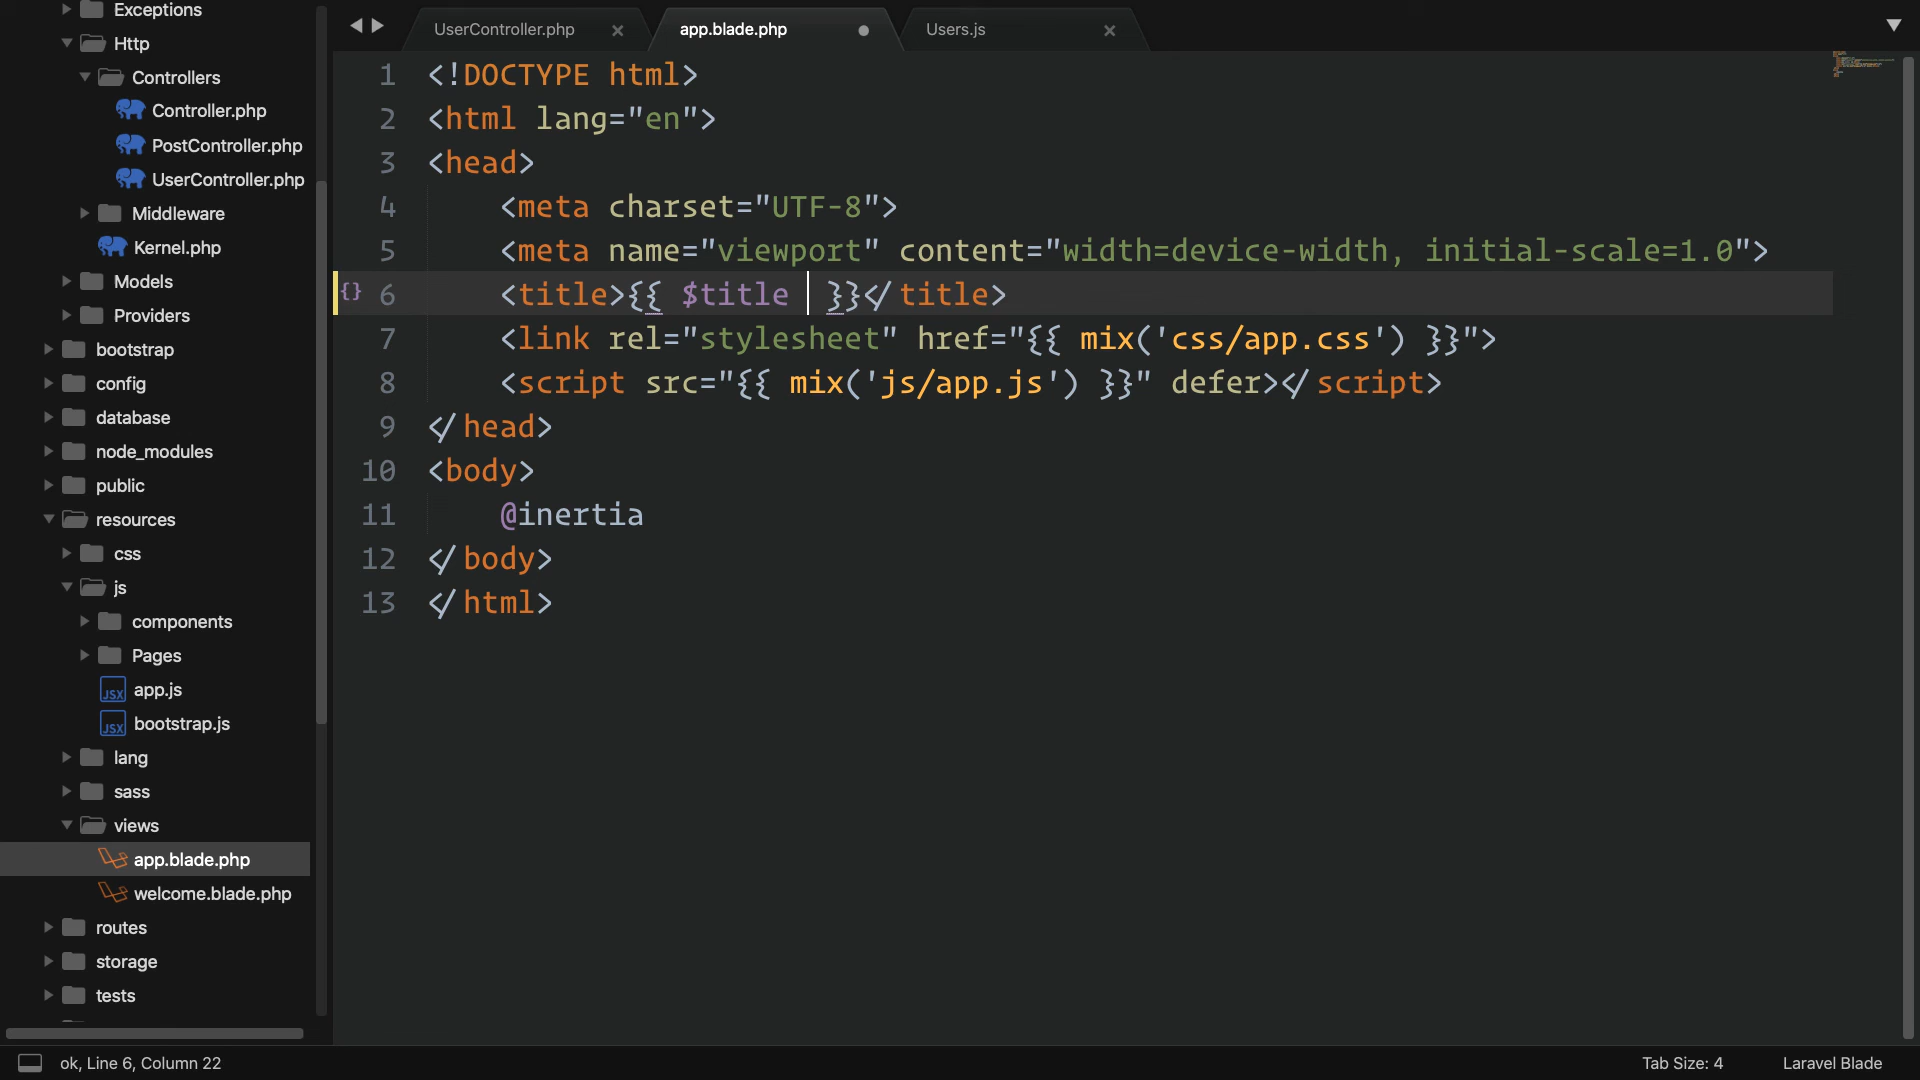 Exceptions
Http
Controllers
Controller.php
PostController.php
UserController.php
Middleware
Kernel.php
Models
Providers
bootstrap
config
database
node_modules
public
resources
css
js
components
Pages
JSX app.js
JSX bootstrap.js
lang
sass
views
app.blade.php
welcome.blade.php
routes
storage
tests
UserController.php
app.blade.php
Users.js
1 <!DOCTYPE html>
2 <html lang="en">
3 <head>
4 <meta charset="UTF-8">
5 <meta name="viewport" content="width=device-width, initial-scale=1.0">
{} 6 <title>{{ $title }}</title>
7 <link rel="stylesheet" href="{{ mix('css/app.css') }}">
8 <script src="{{ mix('js/app.js') }}" defer></script>
9 </head>
10 <body>
11 @inertia
12 </body>
13 </html>
ok, Line 6, Column 22
Tab Size: 4
Laravel Blade